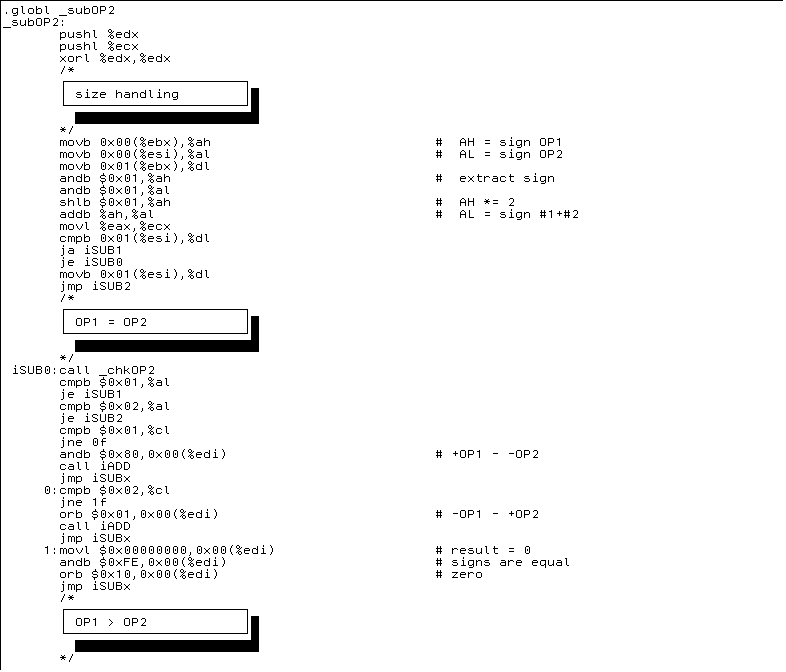 .globl _subOP2
_subOP2:
pushl %edx
pushl %ecx
xorl %edx,%edx
/*
size handling
*/
movb 0x00(%ebx),%ah # AH = sign OP1
movb 0x00(%esi),%al # AL = sign OP2
movb 0x01(%ebx),%dl
andb $0x01,%ah # extract sign
andb $0x01,%al
shlb $0x01,%ah # AH *= 2
addb %ah,%al # AL = sign #1+#2
movl %eax,%ecx
cmpb 0x01(%esi),%dl
ja iSUB1
je iSUB0
movb 0x01(%esi),%dl
jmp iSUB2
/*
OP1 = OP2
*/
iSUB0:call _chkOP2
cmpb $0x01,%al
je iSUB1
cmpb $0x02,%al
je iSUB2
cmpb $0x01,%cl
jne 0f
andb $0x80,0x00(%edi) # +OP1 - -OP2
call iADD
jmp iSUBx
0:cmpb $0x02,%cl
jne 1f
orb $0x01,0x00(%edi) # -OP1 - +OP2
call iADD
jmp iSUBx
1:movl $0x00000000,0x00(%edi) # result = 0
andb $0xFE,0x00(%edi) # signs are equal
orb $0x10,0x00(%edi) # zero
jmp iSUBx
/*
OP1 > OP2
*/